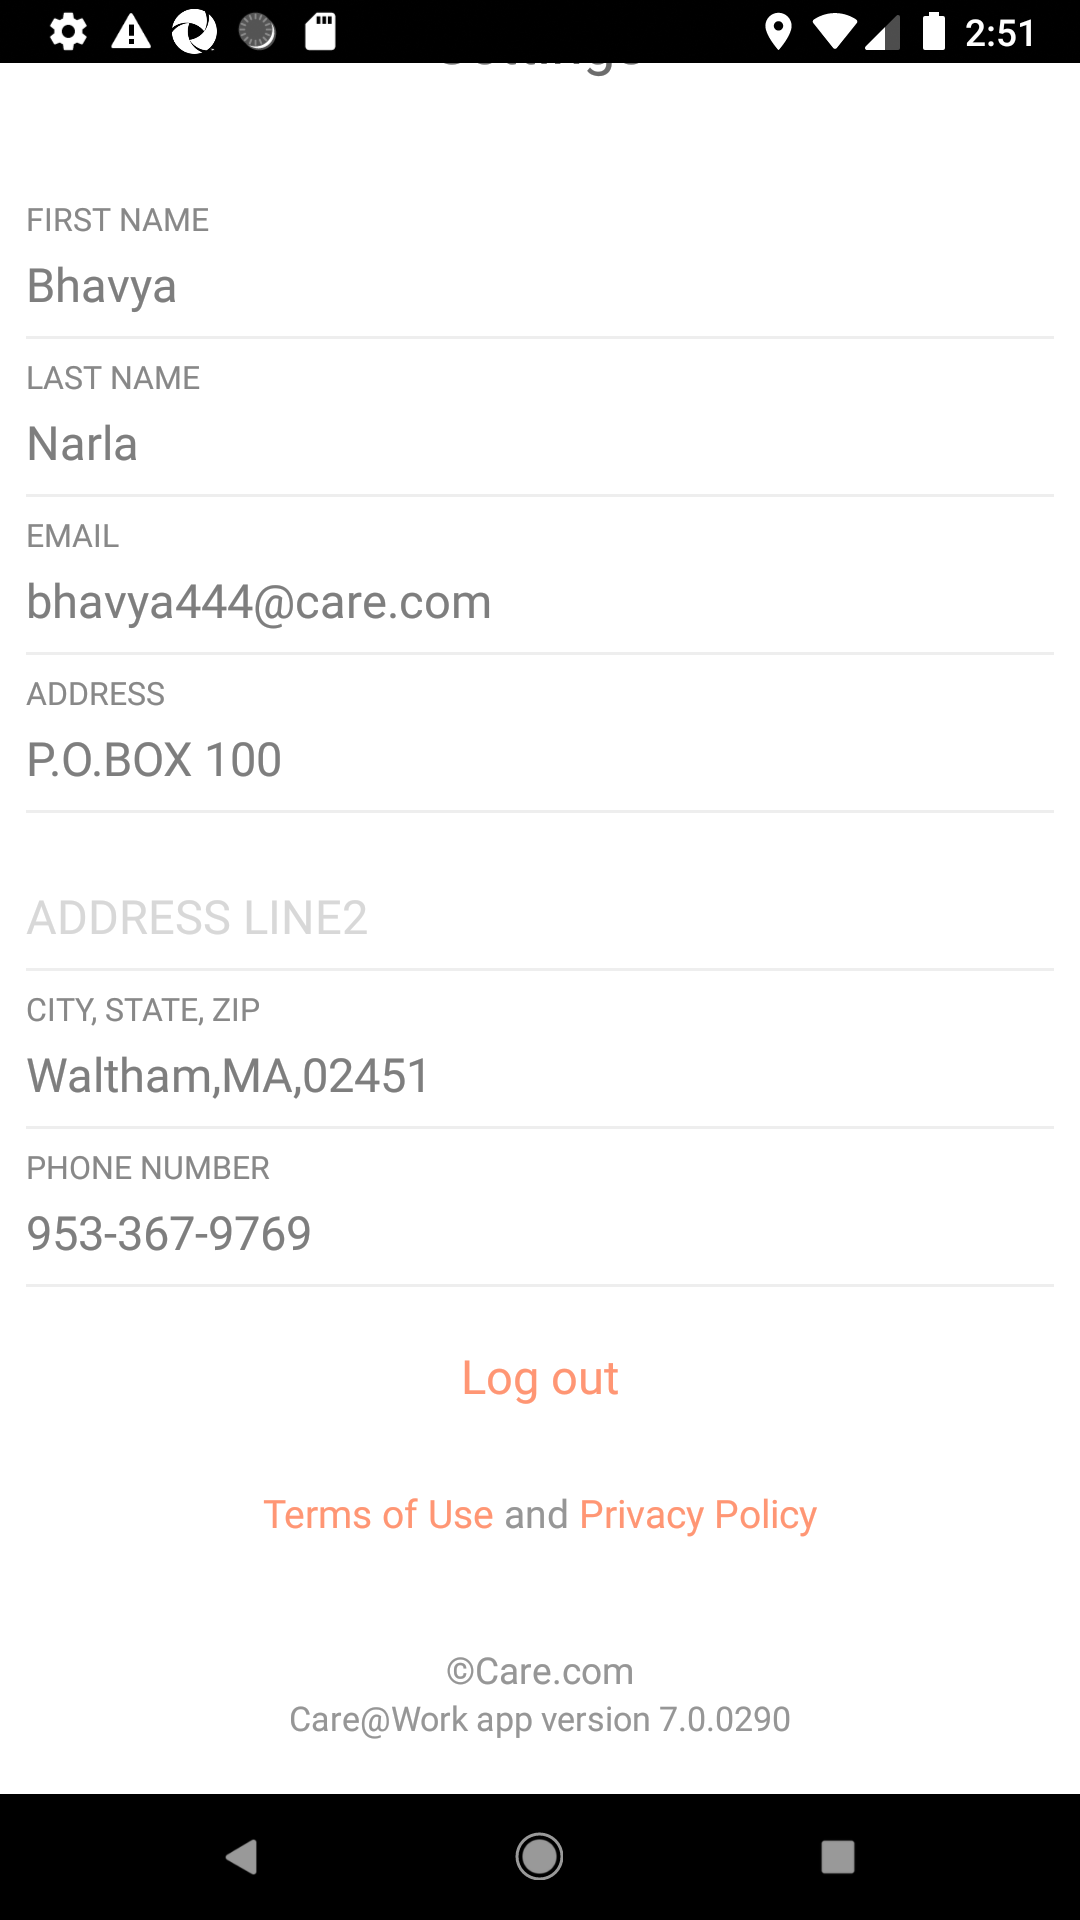 2:51
Settings
FIRST NAME
Bhavya
LAST NAME
Narla
EMAIL
bhavya444@care.com
ADDRESS
P.O.BOX 100
ADDRESS LINE2
CITY, STATE, ZIP
Waltham,MA,02451
PHONE NUMBER
953-367-9769
Log out
Terms of Use and Privacy Policy
©Care.com
Care@Work app version 7.0.0290